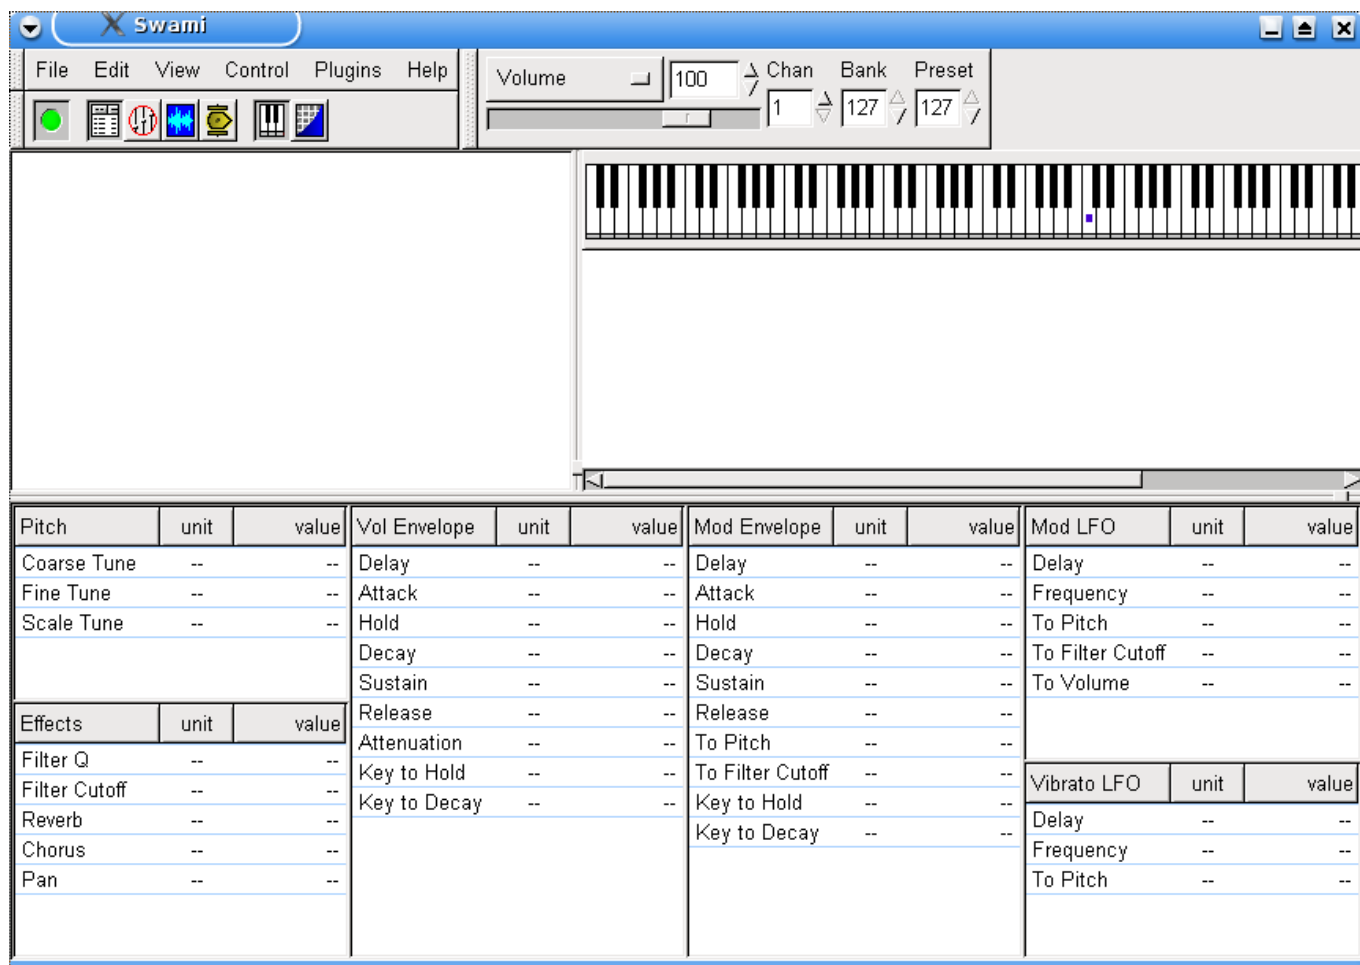 Swami
File Edit View Control Plugins Help
Volume 100 Chan Bank Preset
1 127 127
Pitch unit value
Coarse Tune -- --
Fine Tune -- --
Scale Tune -- --
Effects unit value
Filter Q -- --
Filter Cutoff -- --
Reverb -- --
Chorus -- --
Pan -- --
Vol Envelope unit value
Delay -- --
Attack -- --
Hold -- --
Decay -- --
Sustain -- --
Release -- --
Attenuation -- --
Key to Hold -- --
Key to Decay -- --
Mod Envelope unit value
Delay -- --
Attack -- --
Hold -- --
Decay -- --
Sustain -- --
Release -- --
To Pitch -- --
To Filter Cutoff -- --
Key to Hold -- --
Key to Decay -- --
Mod LFO unit value
Delay -- --
Frequency -- --
To Pitch -- --
To Filter Cutoff -- --
To Volume -- --
Vibrato LFO unit value
Delay -- --
Frequency -- --
To Pitch -- --